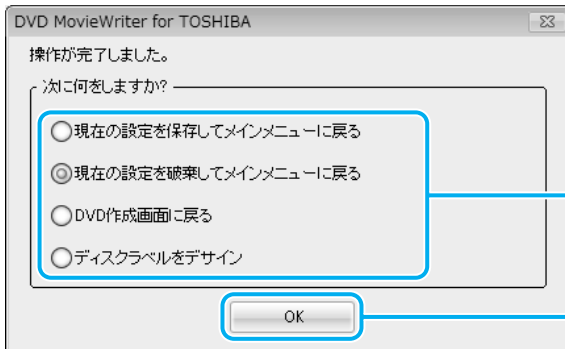 DVD MovieWriter for TOSHIBA
操作が完了しました。
次に何をしますか?
現在の設定を保存してメインメニューに戻る
現在の設定を破棄してメインメニューに戻る
DVD作成画面に戻る
ディスクラベルをデザイン
OK